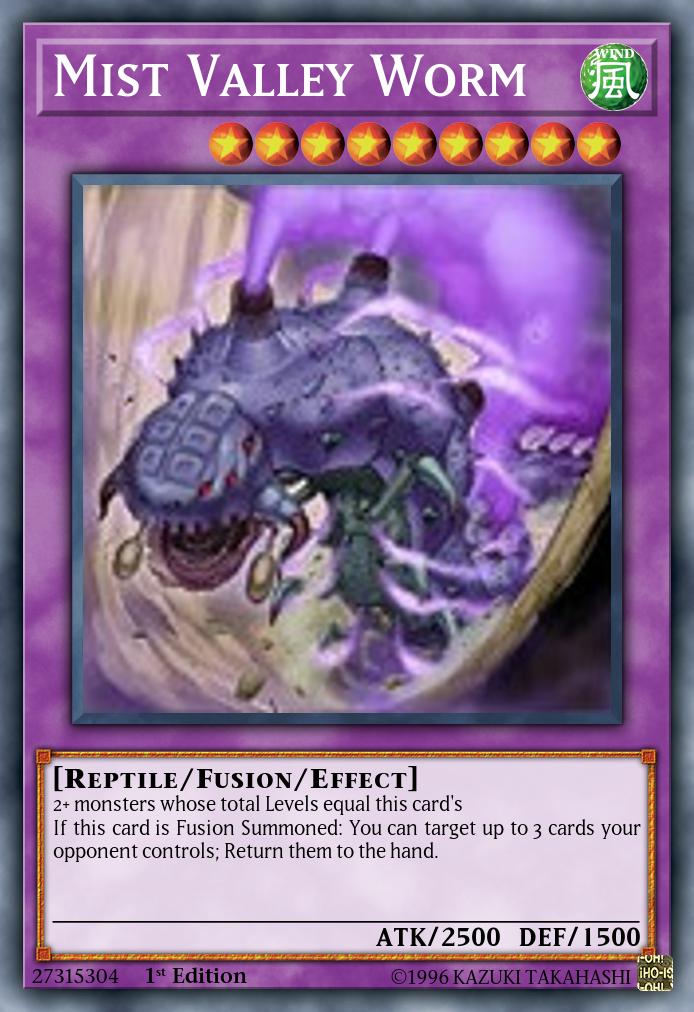 Mist Valley Worm
WIND
風
[Reptile/Fusion/Effect]
2+ monsters whose total Levels equal this card's
If this card is Fusion Summoned: You can target up to 3 cards your
opponent controls; Return them to the hand.
ATK/2500 DEF/1500
27315304 1st Edition ©1996 KAZUKI TAKAHASHI